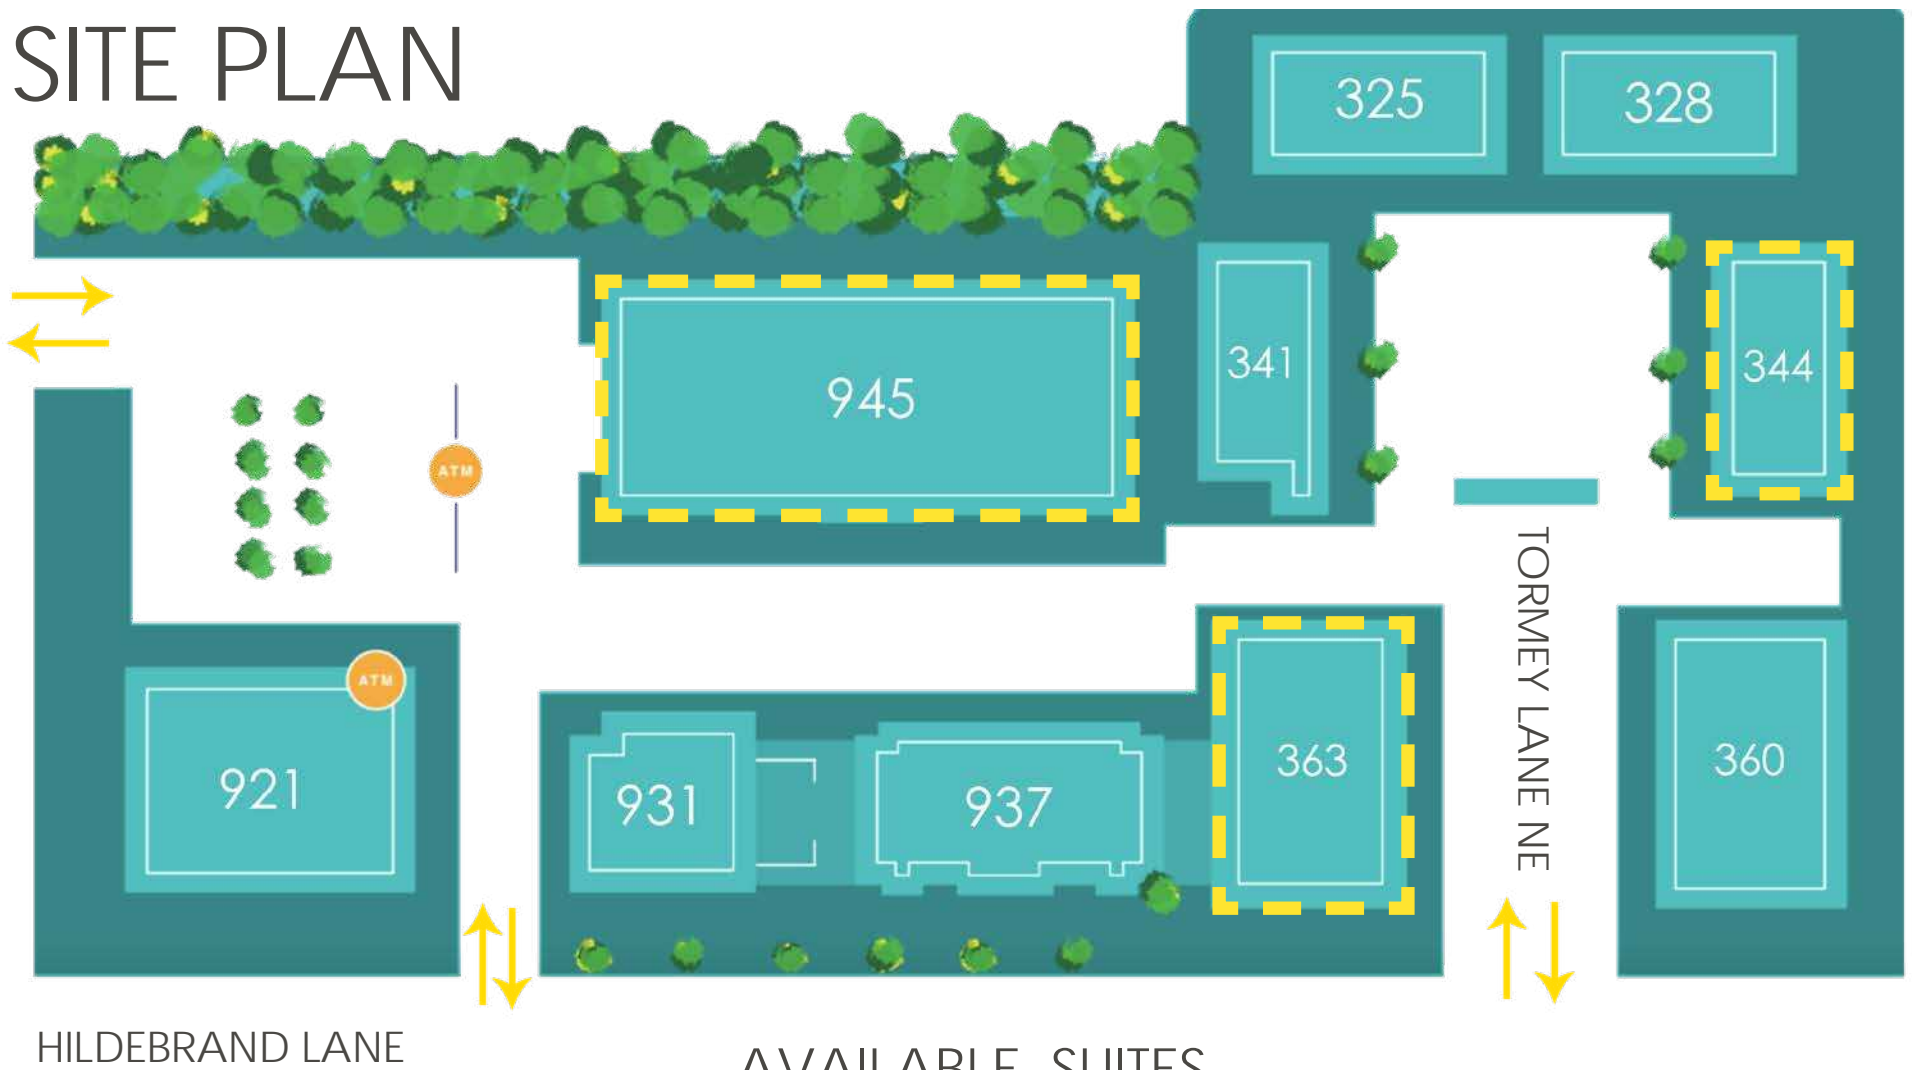 SITE PLAN
325
328
945
341
344
ATM
TORMEY LANE NE
ATM
921
931
937
363
360
HILDEBRAND LANE
AVAILABLE SUITES